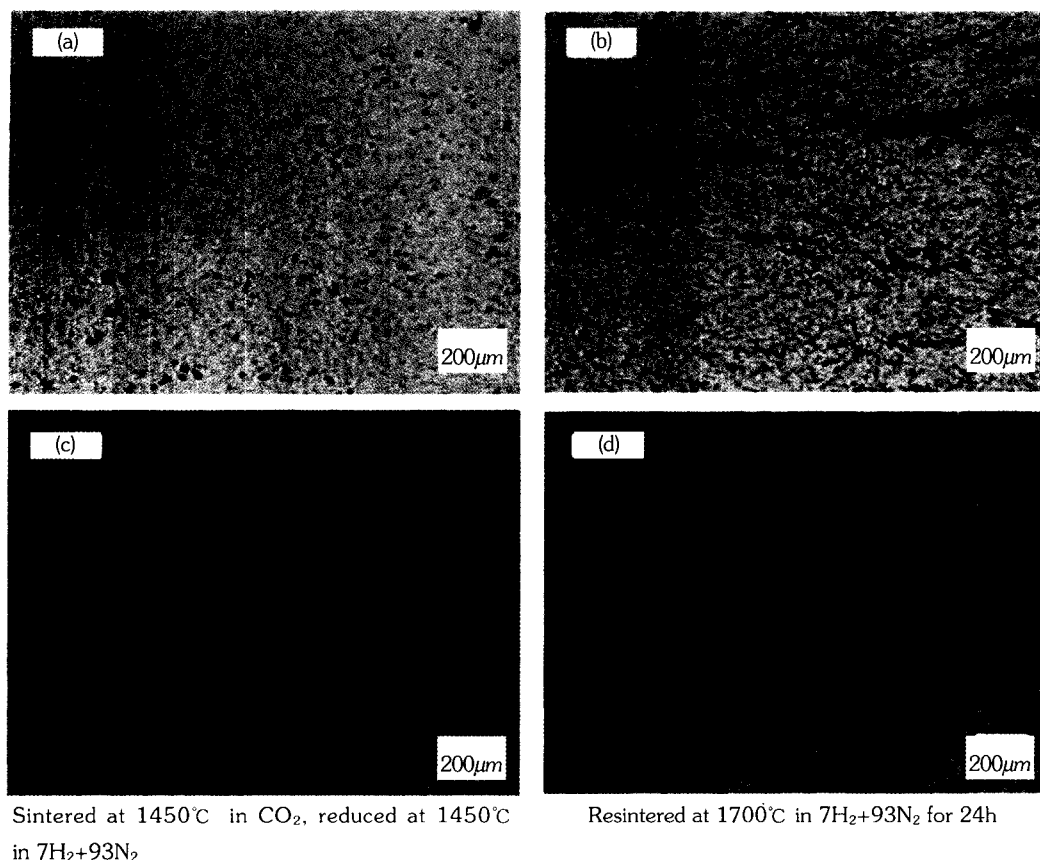 (a)
(b)
200μm
200μm
(c)
(d)
200μm
200μm
Sintered at 1450℃ in CO₂, reduced at 1450℃
in 7H₂+93N₂
Resintered at 1700℃ in 7H₂+93N₂ for 24h